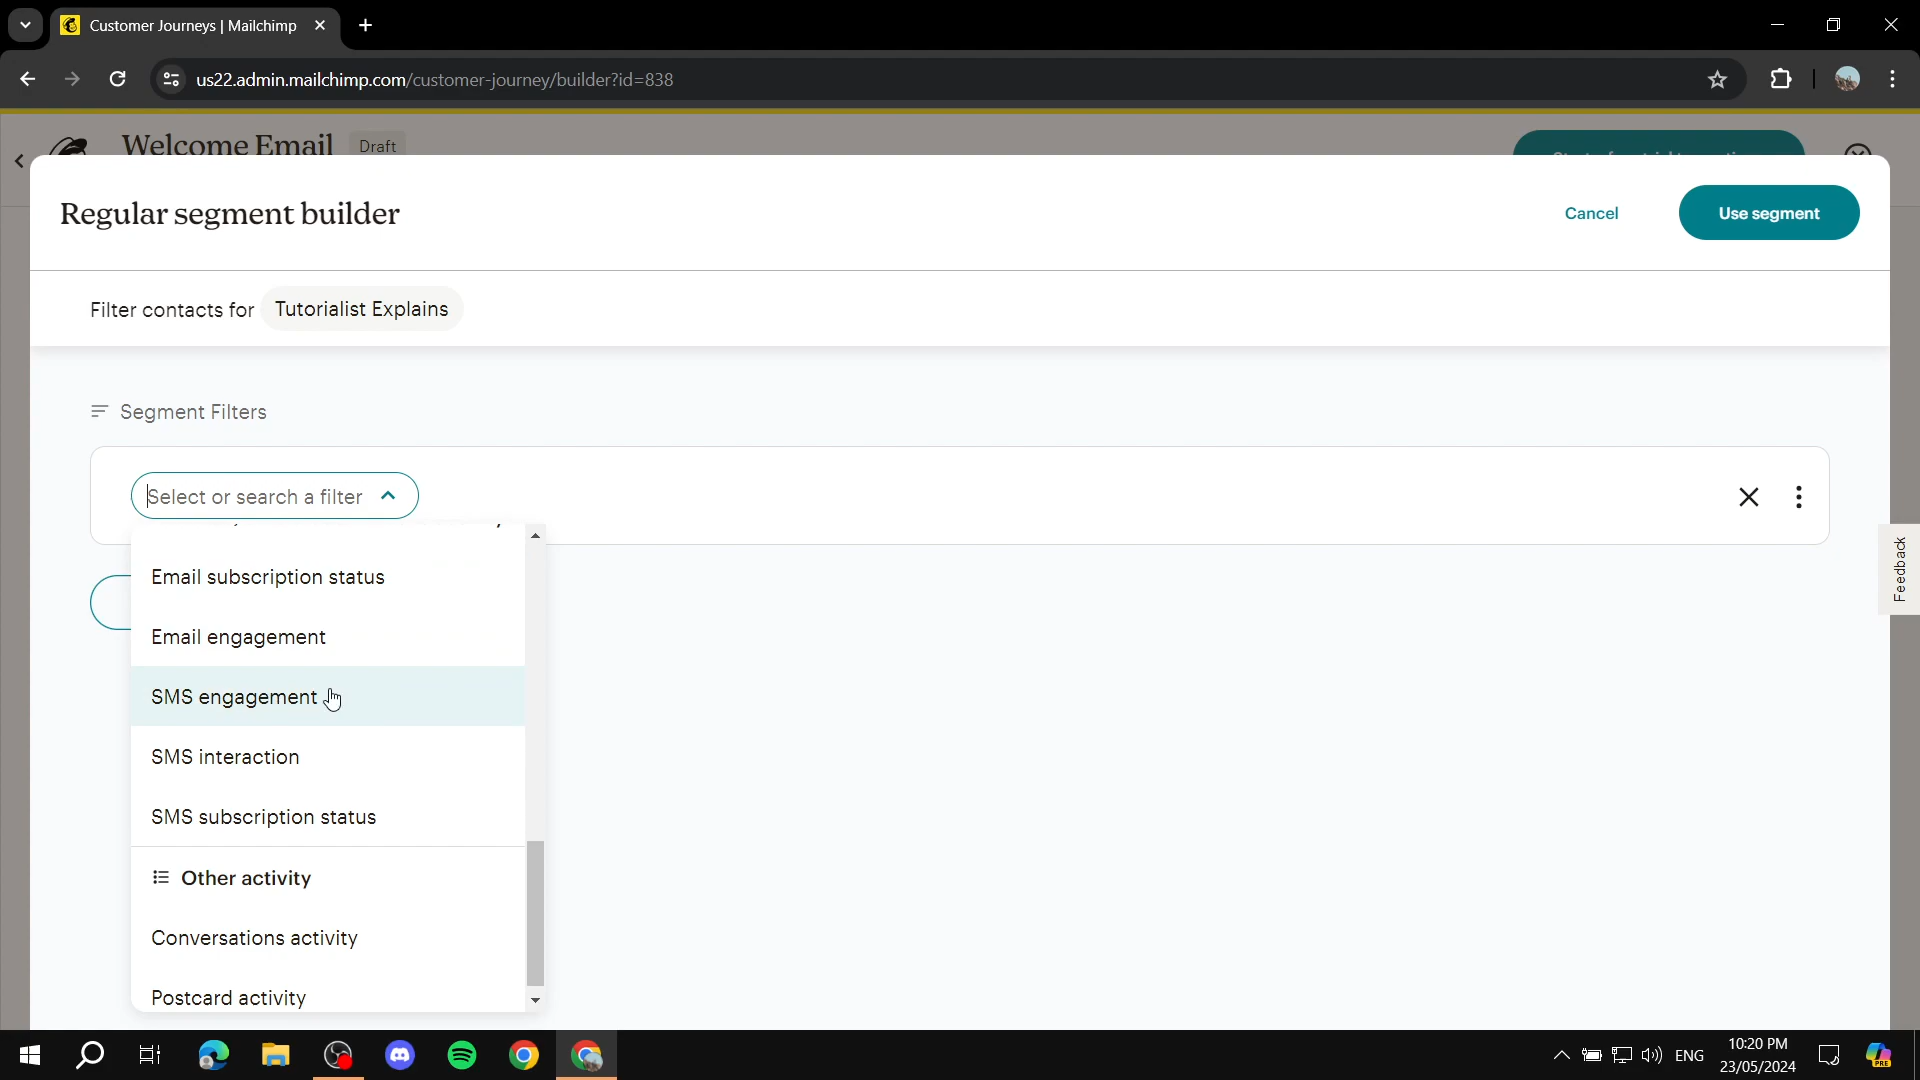 Customer Journeys | Mailchimp
us22.admin.mailchimp.com/customer-journey/builder?id=838
Welcome Email
Draft
Regular segment builder
Cancel
Use segment
Filter contacts for Tutorialist Explains
Segment Filters
Select or search a filter
Email subscription status
Email engagement
SMS engagement
SMS interaction
SMS subscription status
Other activity
Conversations activity
Postcard activity
Feedback
ENG
10:20 PM
23/05/2024
PRE